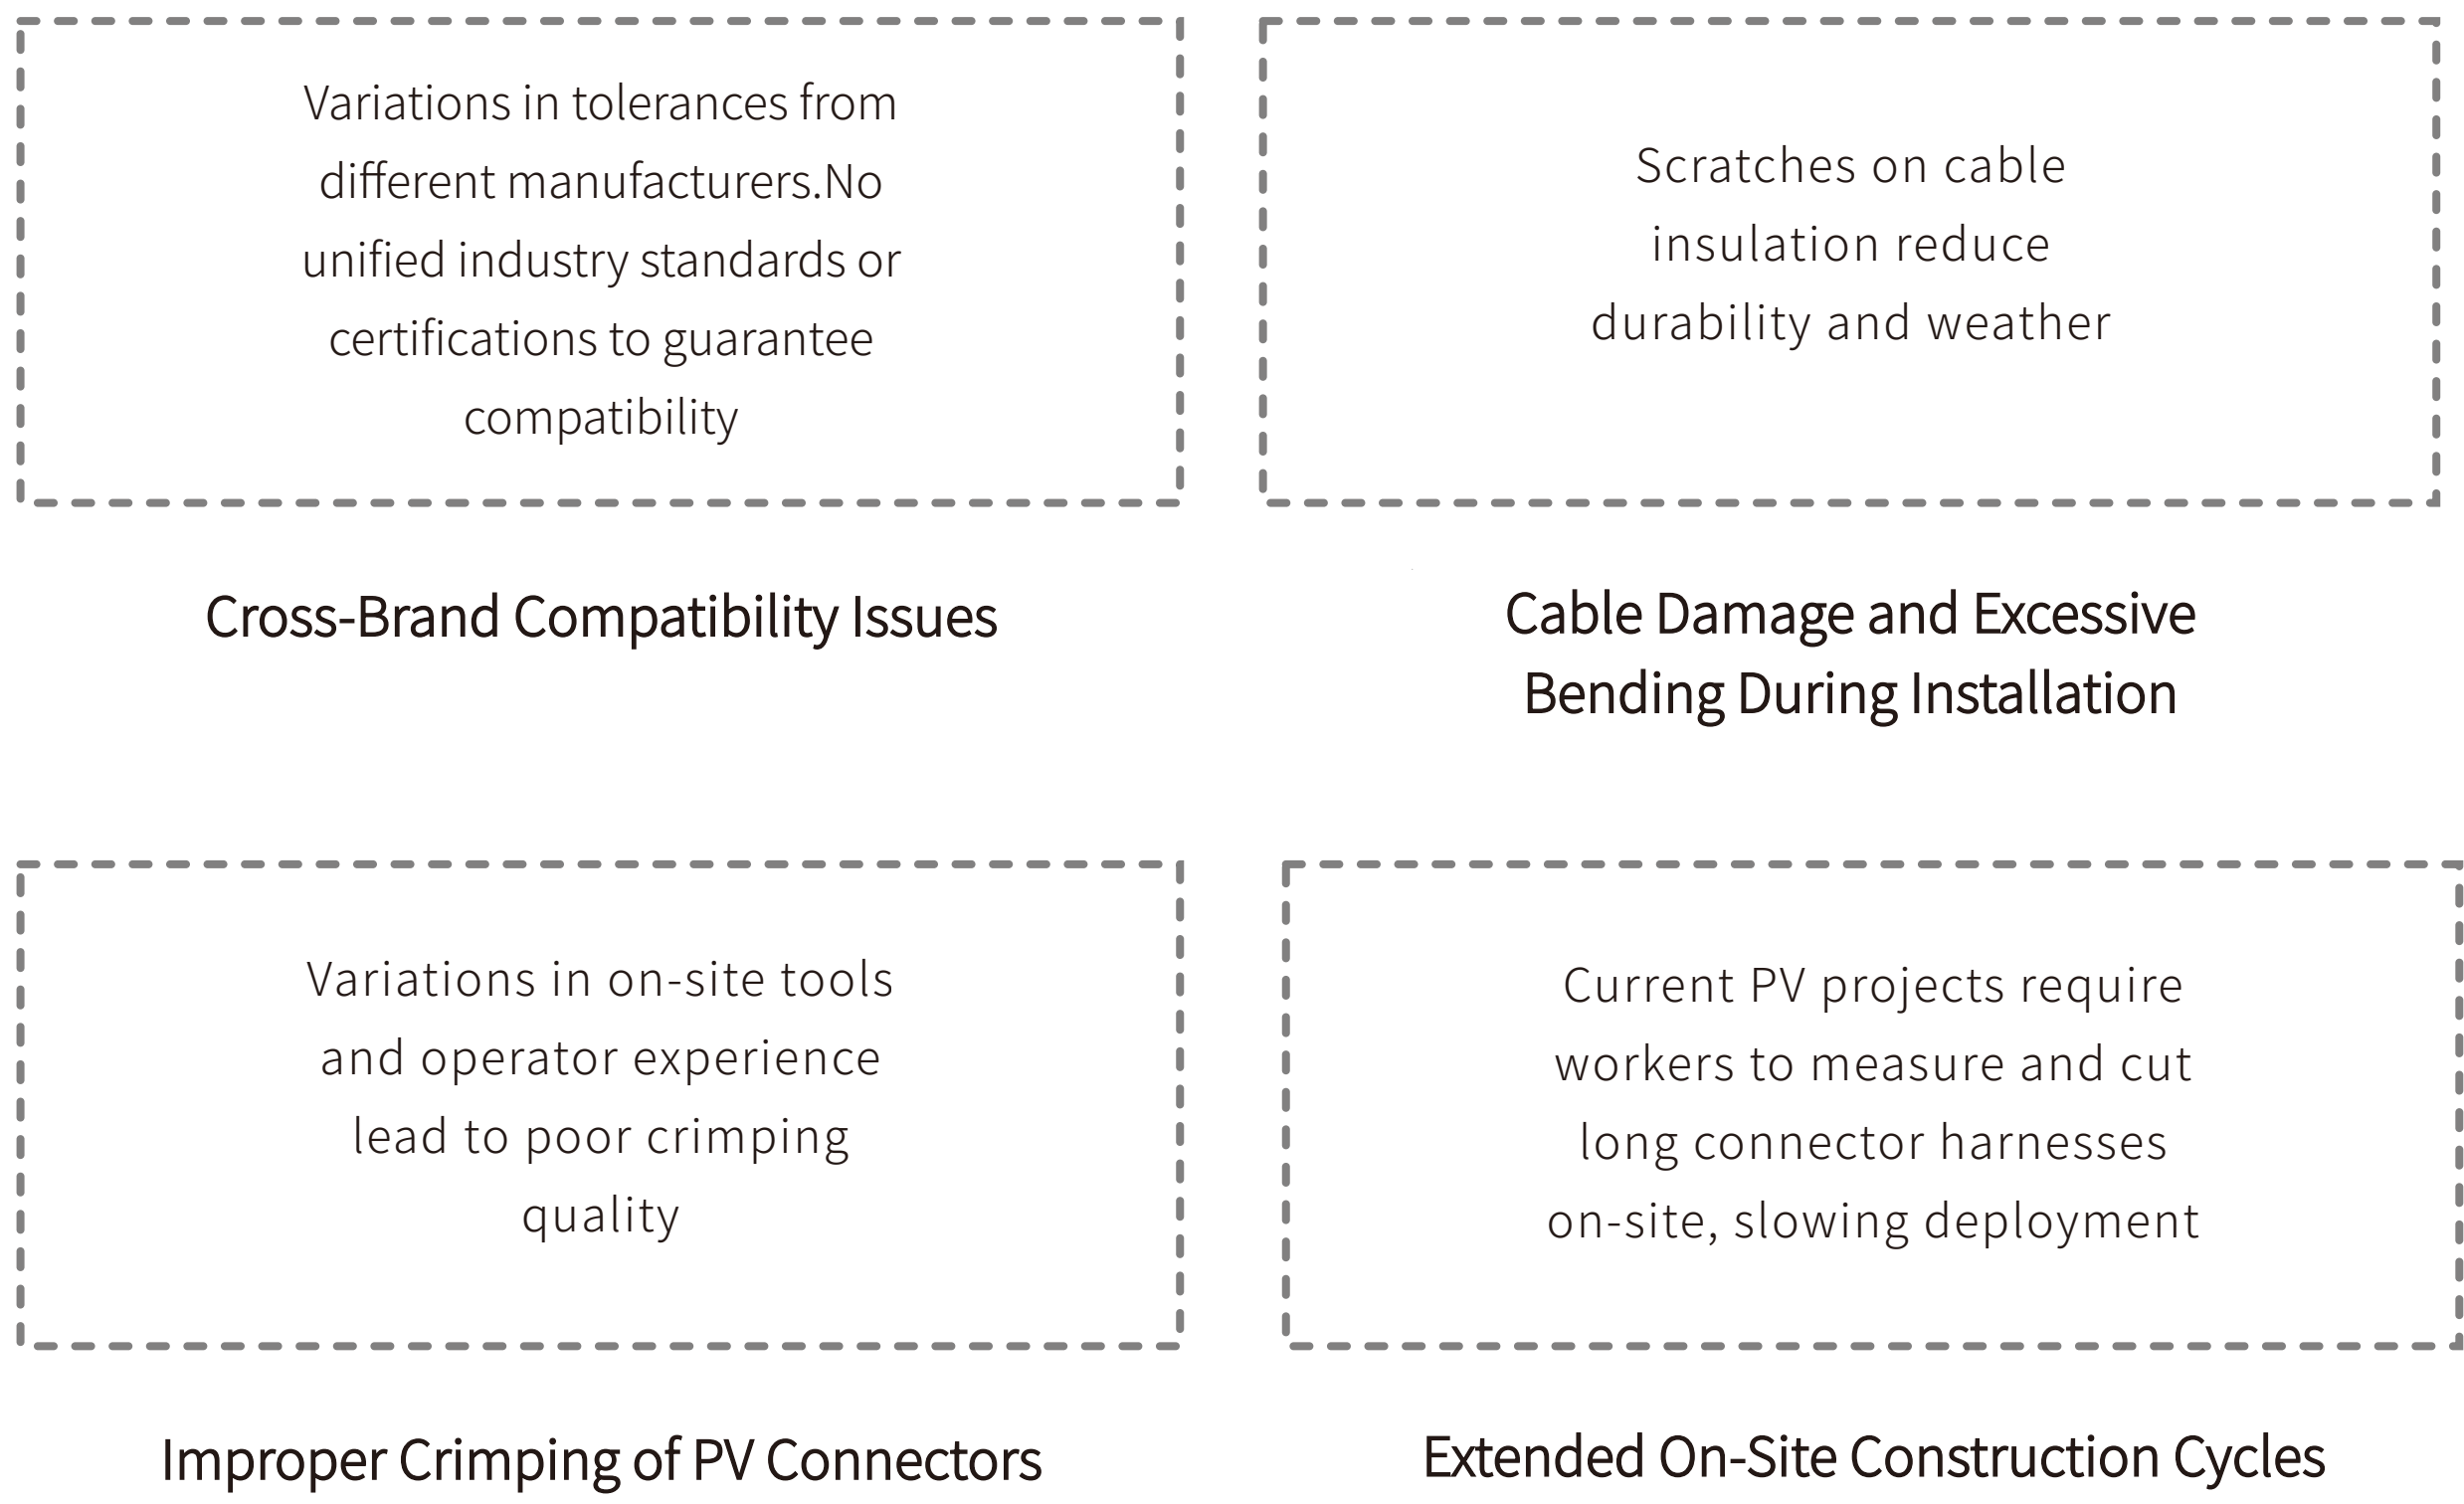 Variations in tolerances from
different manufacturers.No
unified industry standards or
certifications to guarantee
compatibility
Cross-Brand Compatibility Issues
Scratches on cable
insulation reduce
durability and weather
Cable Damage and Excessive
Bending During Installation
Variations in on-site tools
and operator experience
lead to poor crimping
quality
Improper Crimping of PV Connectors
Current PV projects require
workers to measure and cut
long connector harnesses
on-site, slowing deployment
Extended On-Site Construction Cycles